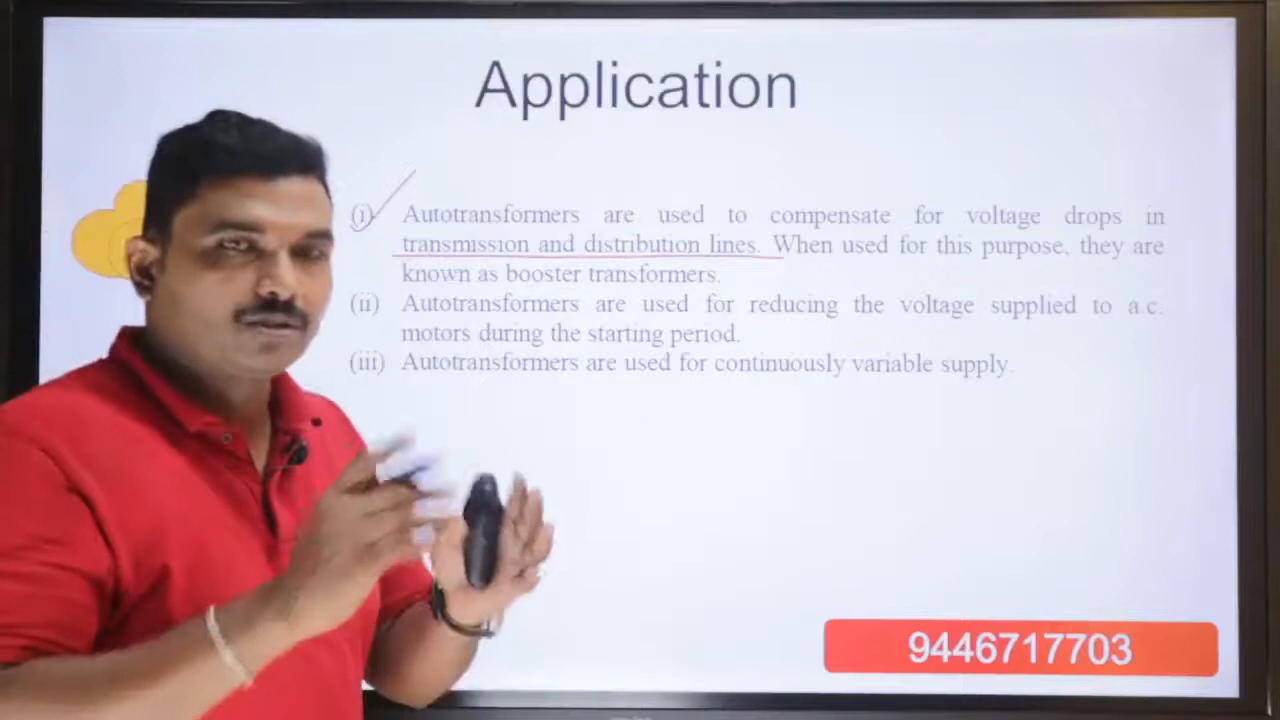 Application
(i) Autotransformers are used to compensate for voltage drops in
transmission and distribution lines. When used for this purpose, they are
known as booster transformers.
(ii) Autotransformers are used for reducing the voltage supplied to a.c.
motors during the starting period.
(iii) Autotransformers are used for continuously variable supply.
9446717703